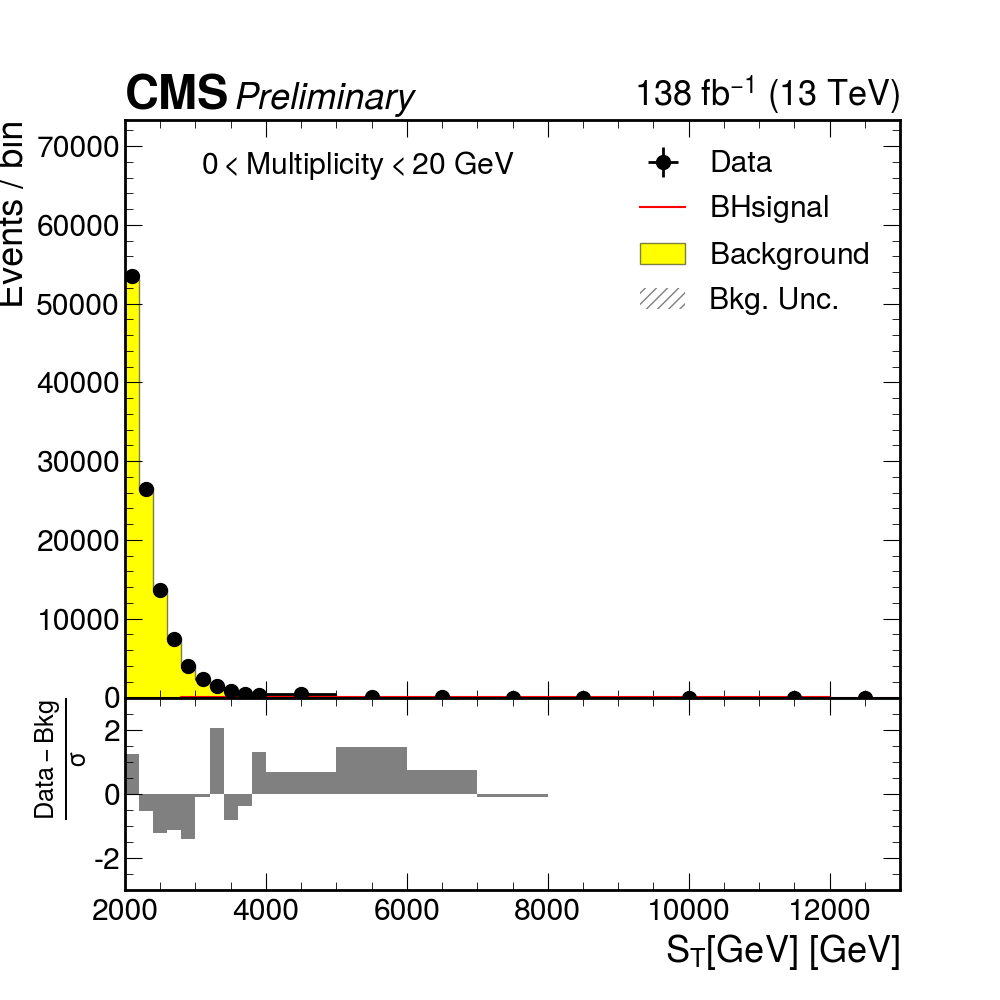 CMS Preliminary 138 fb⁻¹ (13 TeV)
0 < Multiplicity < 20 GeV
Data
BHsignal
Background
Bkg. Unc.
Events / bin
70000
60000
50000
40000
30000
20000
10000
0
Data – Bkg
σ
2
0
-2
2000 4000 6000 8000 10000 12000
S_T[GeV] [GeV]